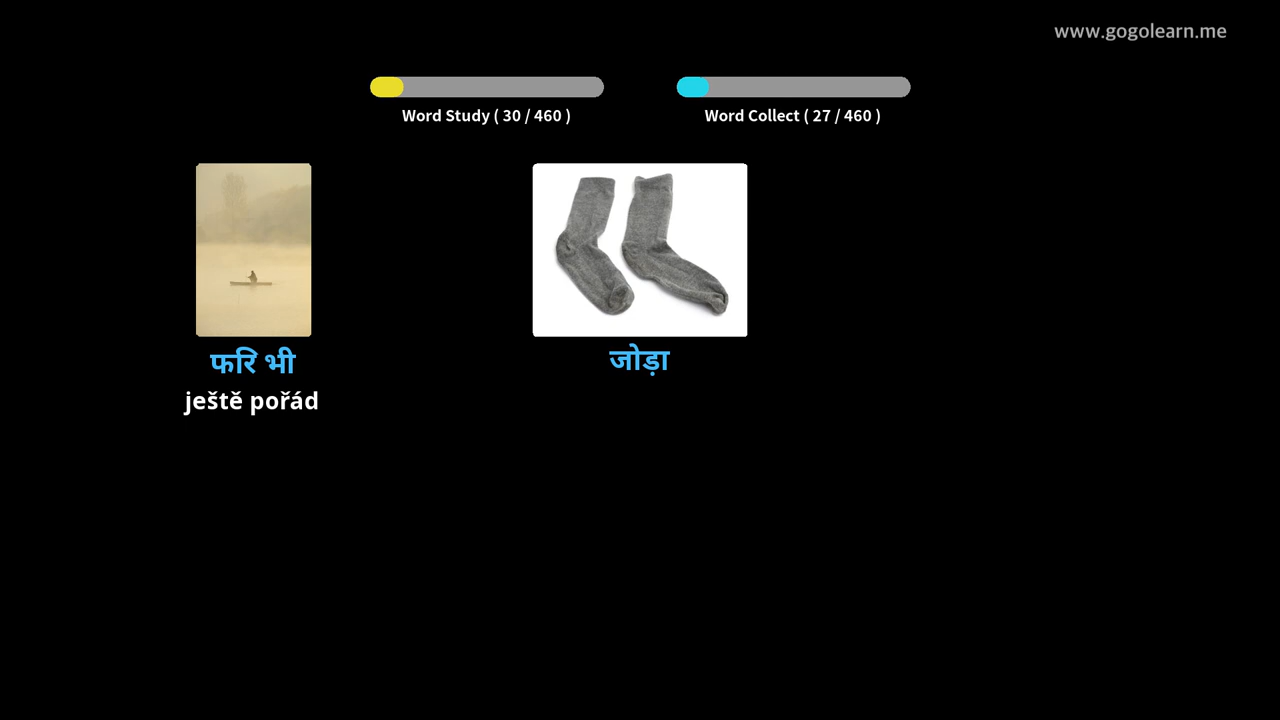 www.gogolearn.me
Word Study ( 30 / 460 )
Word Collect ( 27 / 460 )
फरि भी
ještě pořád
जोड़ा